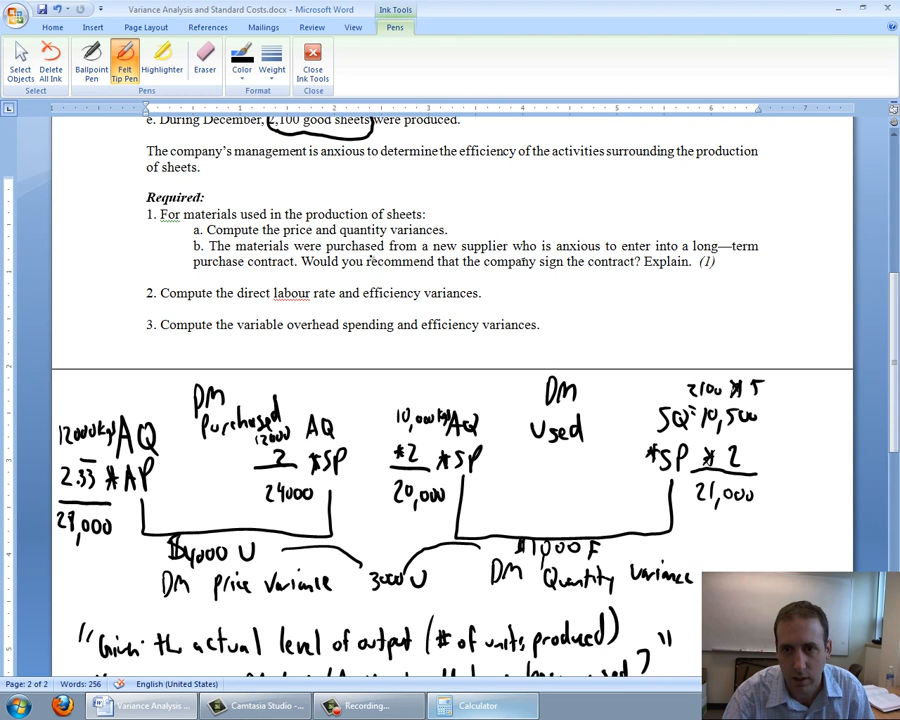 Variance Analysis and Standard Costs.docx - Microsoft Word
Ink Tools
Home Insert Page Layout References Mailings Review View Pens
Select Objects
Delete All Ink
Ballpoint Pen
Felt Tip Pen
Highlighter
Eraser
Color
Weight
Close Ink Tools
Select Pens Format Close
e. During December, 2,100 good sheets were produced.
The company's management is anxious to determine the efficiency of the activities surrounding the production
of sheets.
Required:
1. For materials used in the production of sheets:
a. Compute the price and quantity variances.
b. The materials were purchased from a new supplier who is anxious to enter into a long—term
purchase contract. Would you recommend that the company sign the contract? Explain. (1)
2. Compute the direct labour rate and efficiency variances.
3. Compute the variable overhead spending and efficiency variances.
DM Purchased
DM Used
12000kgs AQ
2.33 * AP
28,000
12000 AQ
2 * SP
24000
10,000kgs AQ
*2 * SP
20,000
2100 * 5
SQ = 10,500
*SP * 2
21,000
$4000 U
DM price variance
3000 U
$1,000 F
DM Quantity variance
"Given the actual level of output (# of units produced) "
Page: 2 of 2 Words: 256 English (United States)
Variance Analysis ... Camtasia Studio - ... Recording... Calculator